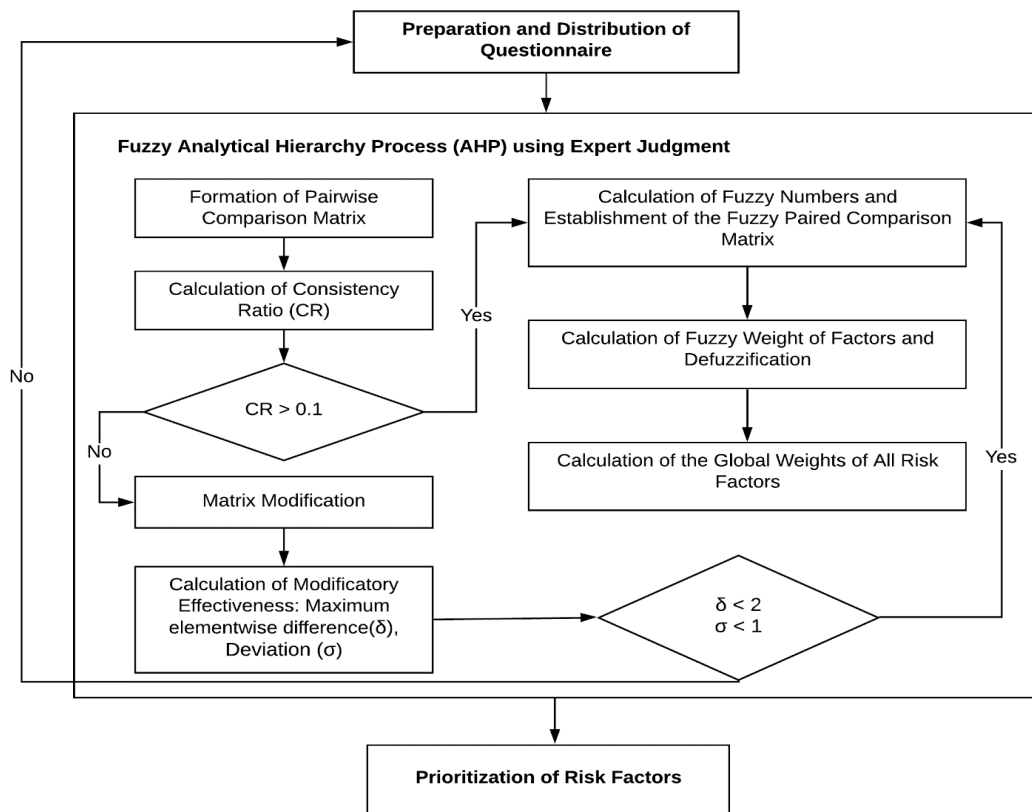 Preparation and Distribution of
Questionnaire
Fuzzy Analytical Hierarchy Process (AHP) using Expert Judgment
Formation of Pairwise
Comparison Matrix
Calculation of Consistency
Ratio (CR)
CR > 0.1
Yes
No
No
Matrix Modification
Calculation of Modificatory
Effectiveness: Maximum
elementwise difference(δ),
Deviation (σ)
Calculation of Fuzzy Numbers and
Establishment of the Fuzzy Paired Comparison
Matrix
Calculation of Fuzzy Weight of Factors and
Defuzzification
Calculation of the Global Weights of All Risk
Factors
δ < 2
σ < 1
Yes
Prioritization of Risk Factors